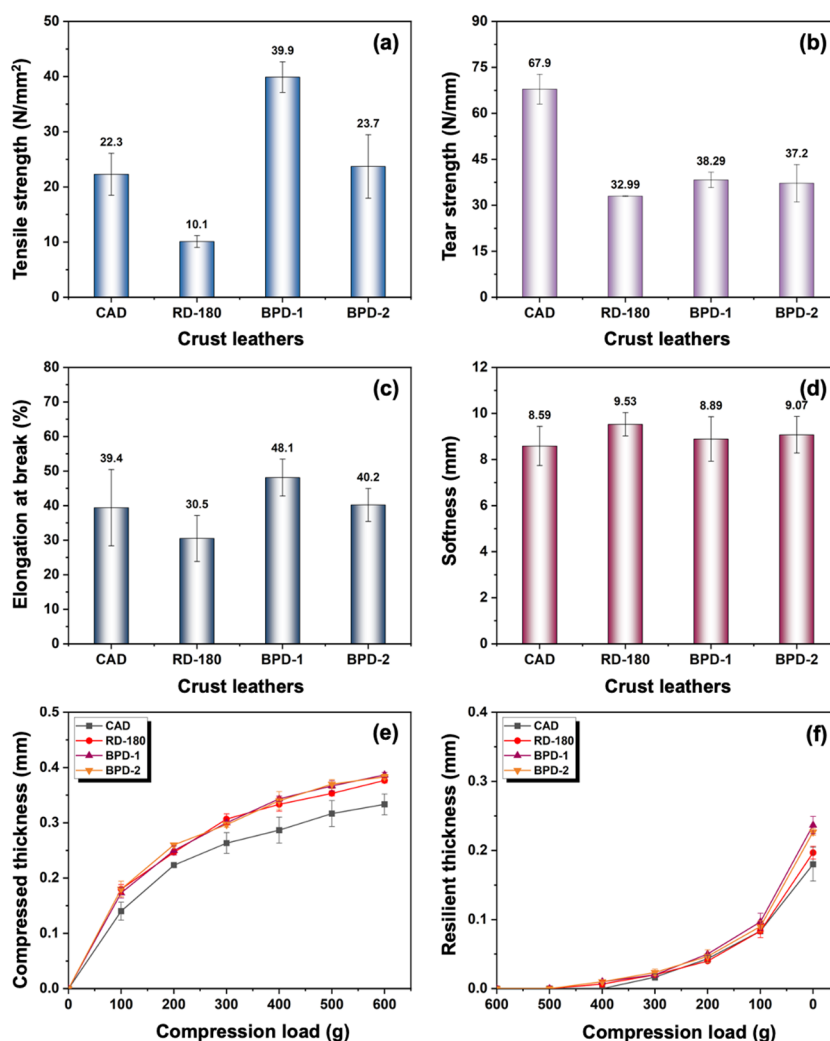 (a)
Tensile strength (N/mm²)
50
40
30
20
10
0
22.3
10.1
39.9
23.7
CAD RD-180 BPD-1 BPD-2
Crust leathers
(b)
Tear strength (N/mm)
90
75
60
45
30
15
0
67.9
32.99
38.29
37.2
CAD RD-180 BPD-1 BPD-2
Crust leathers
(c)
Elongation at break (%)
80
70
60
50
40
30
20
10
0
39.4
30.5
48.1
40.2
CAD RD-180 BPD-1 BPD-2
Crust leathers
(d)
Softness (mm)
12
10
8
6
4
2
0
8.59
9.53
8.89
9.07
CAD RD-180 BPD-1 BPD-2
Crust leathers
(e)
CAD
RD-180
BPD-1
BPD-2
Compressed thickness (mm)
0.5
0.4
0.3
0.2
0.1
0.0
0 100 200 300 400 500 600
Compression load (g)
(f)
CAD
RD-180
BPD-1
BPD-2
Resilient thickness (mm)
0.4
0.3
0.2
0.1
0.0
600 500 400 300 200 100 0
Compression load (g)